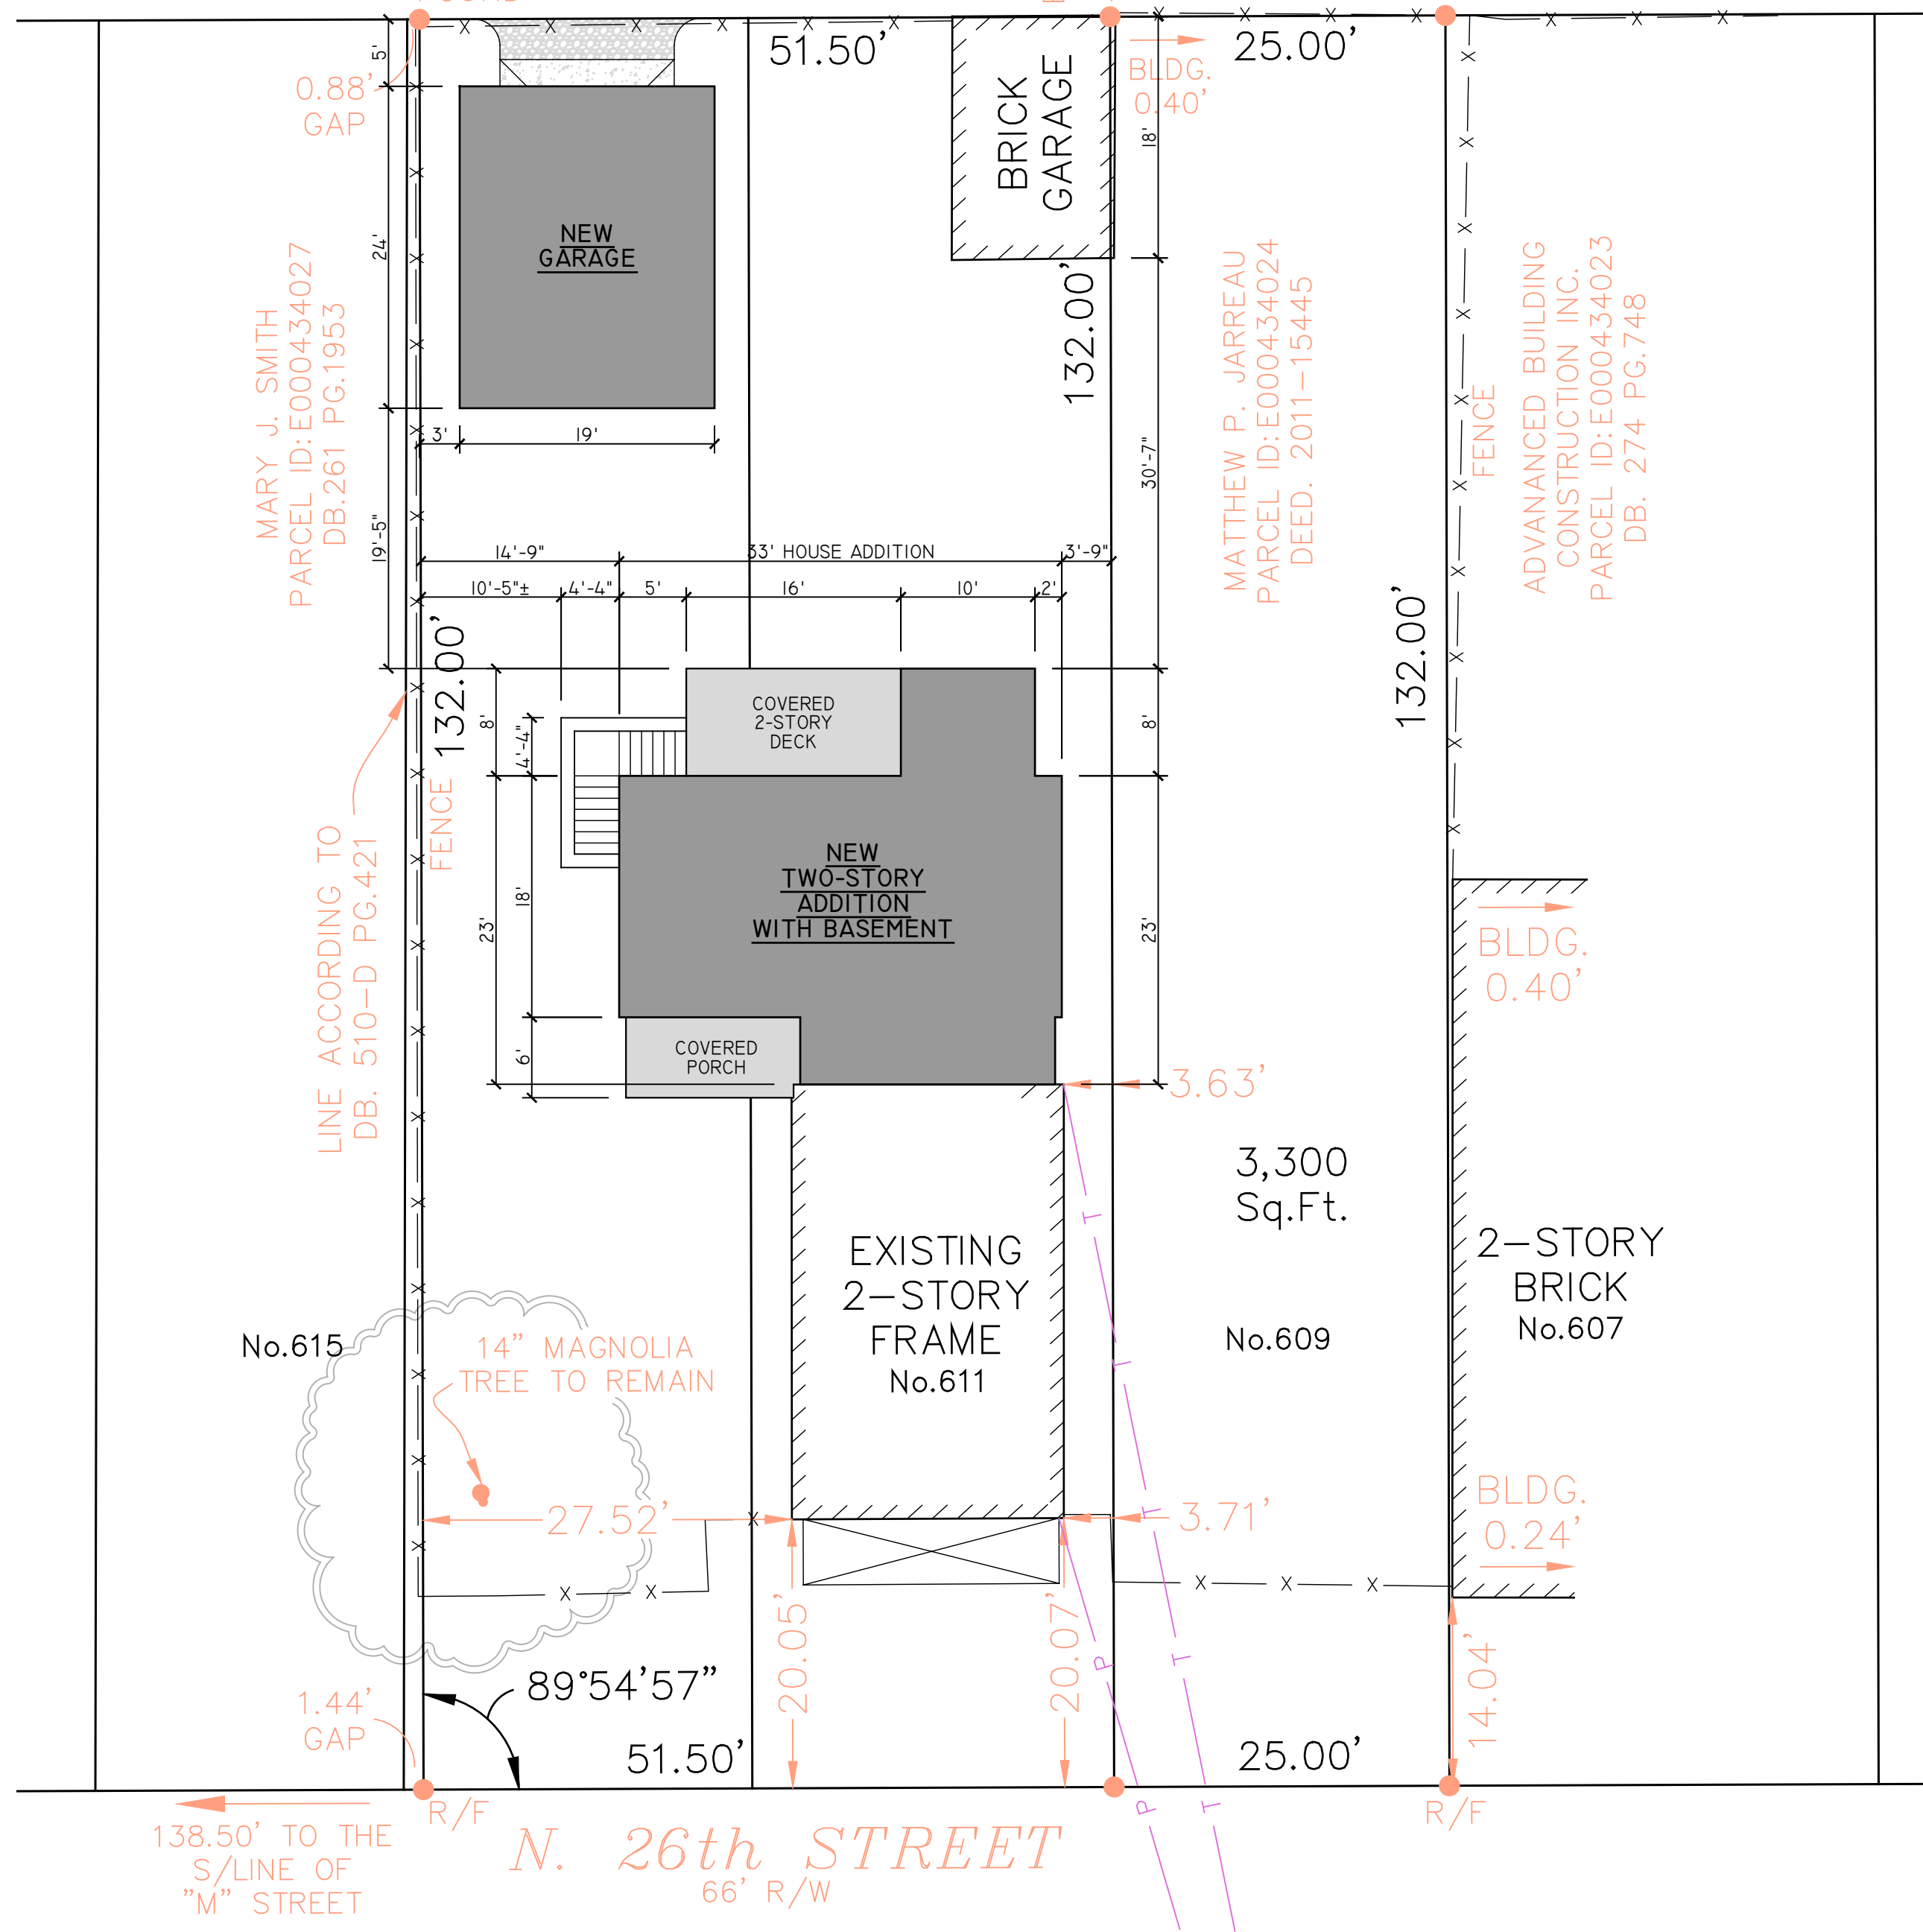 51.50'
25.00'
5'
0.88'
GAP
BLDG.
0.40'
BRICK
GARAGE
18'
NEW
GARAGE
24'
MARY J. SMITH
PARCEL ID:E0000434027
DB.261 PG.1953
132.00'
MATTHEW P. JARREAU
PARCEL ID:E0000434024
DEED. 2011-15445
FENCE
ADVANANCED BUILDING
CONSTRUCTION INC.
PARCEL ID:E0000434023
DB. 274 PG.748
3'
19'
30'-7"
19'-5"
14'-9"
33' HOUSE ADDITION
3'-9"
10'-5"±
4'-4"
5'
16'
10'
2'
132.00'
132.00'
COVERED
2-STORY
DECK
8'
4'-4"
8'
FENCE
LINE ACCORDING TO
DB. 510-D PG.421
NEW
TWO-STORY
ADDITION
WITH BASEMENT
18'
23'
23'
BLDG.
0.40'
6'
COVERED
PORCH
3.63'
3,300
Sq.Ft.
T
EXISTING
2-STORY
FRAME
No.611
2-STORY
BRICK
No.607
No.615
14" MAGNOLIA
TREE TO REMAIN
No.609
T
27.52'
3.71'
T
BLDG.
0.24'
20.05'
20.07'
P
T
14.04'
89°54'57"
1.44'
GAP
51.50'
25.00'
R/F
P
T
R/F
138.50' TO THE
S/LINE OF
"M" STREET
N. 26th STREET
66' R/W